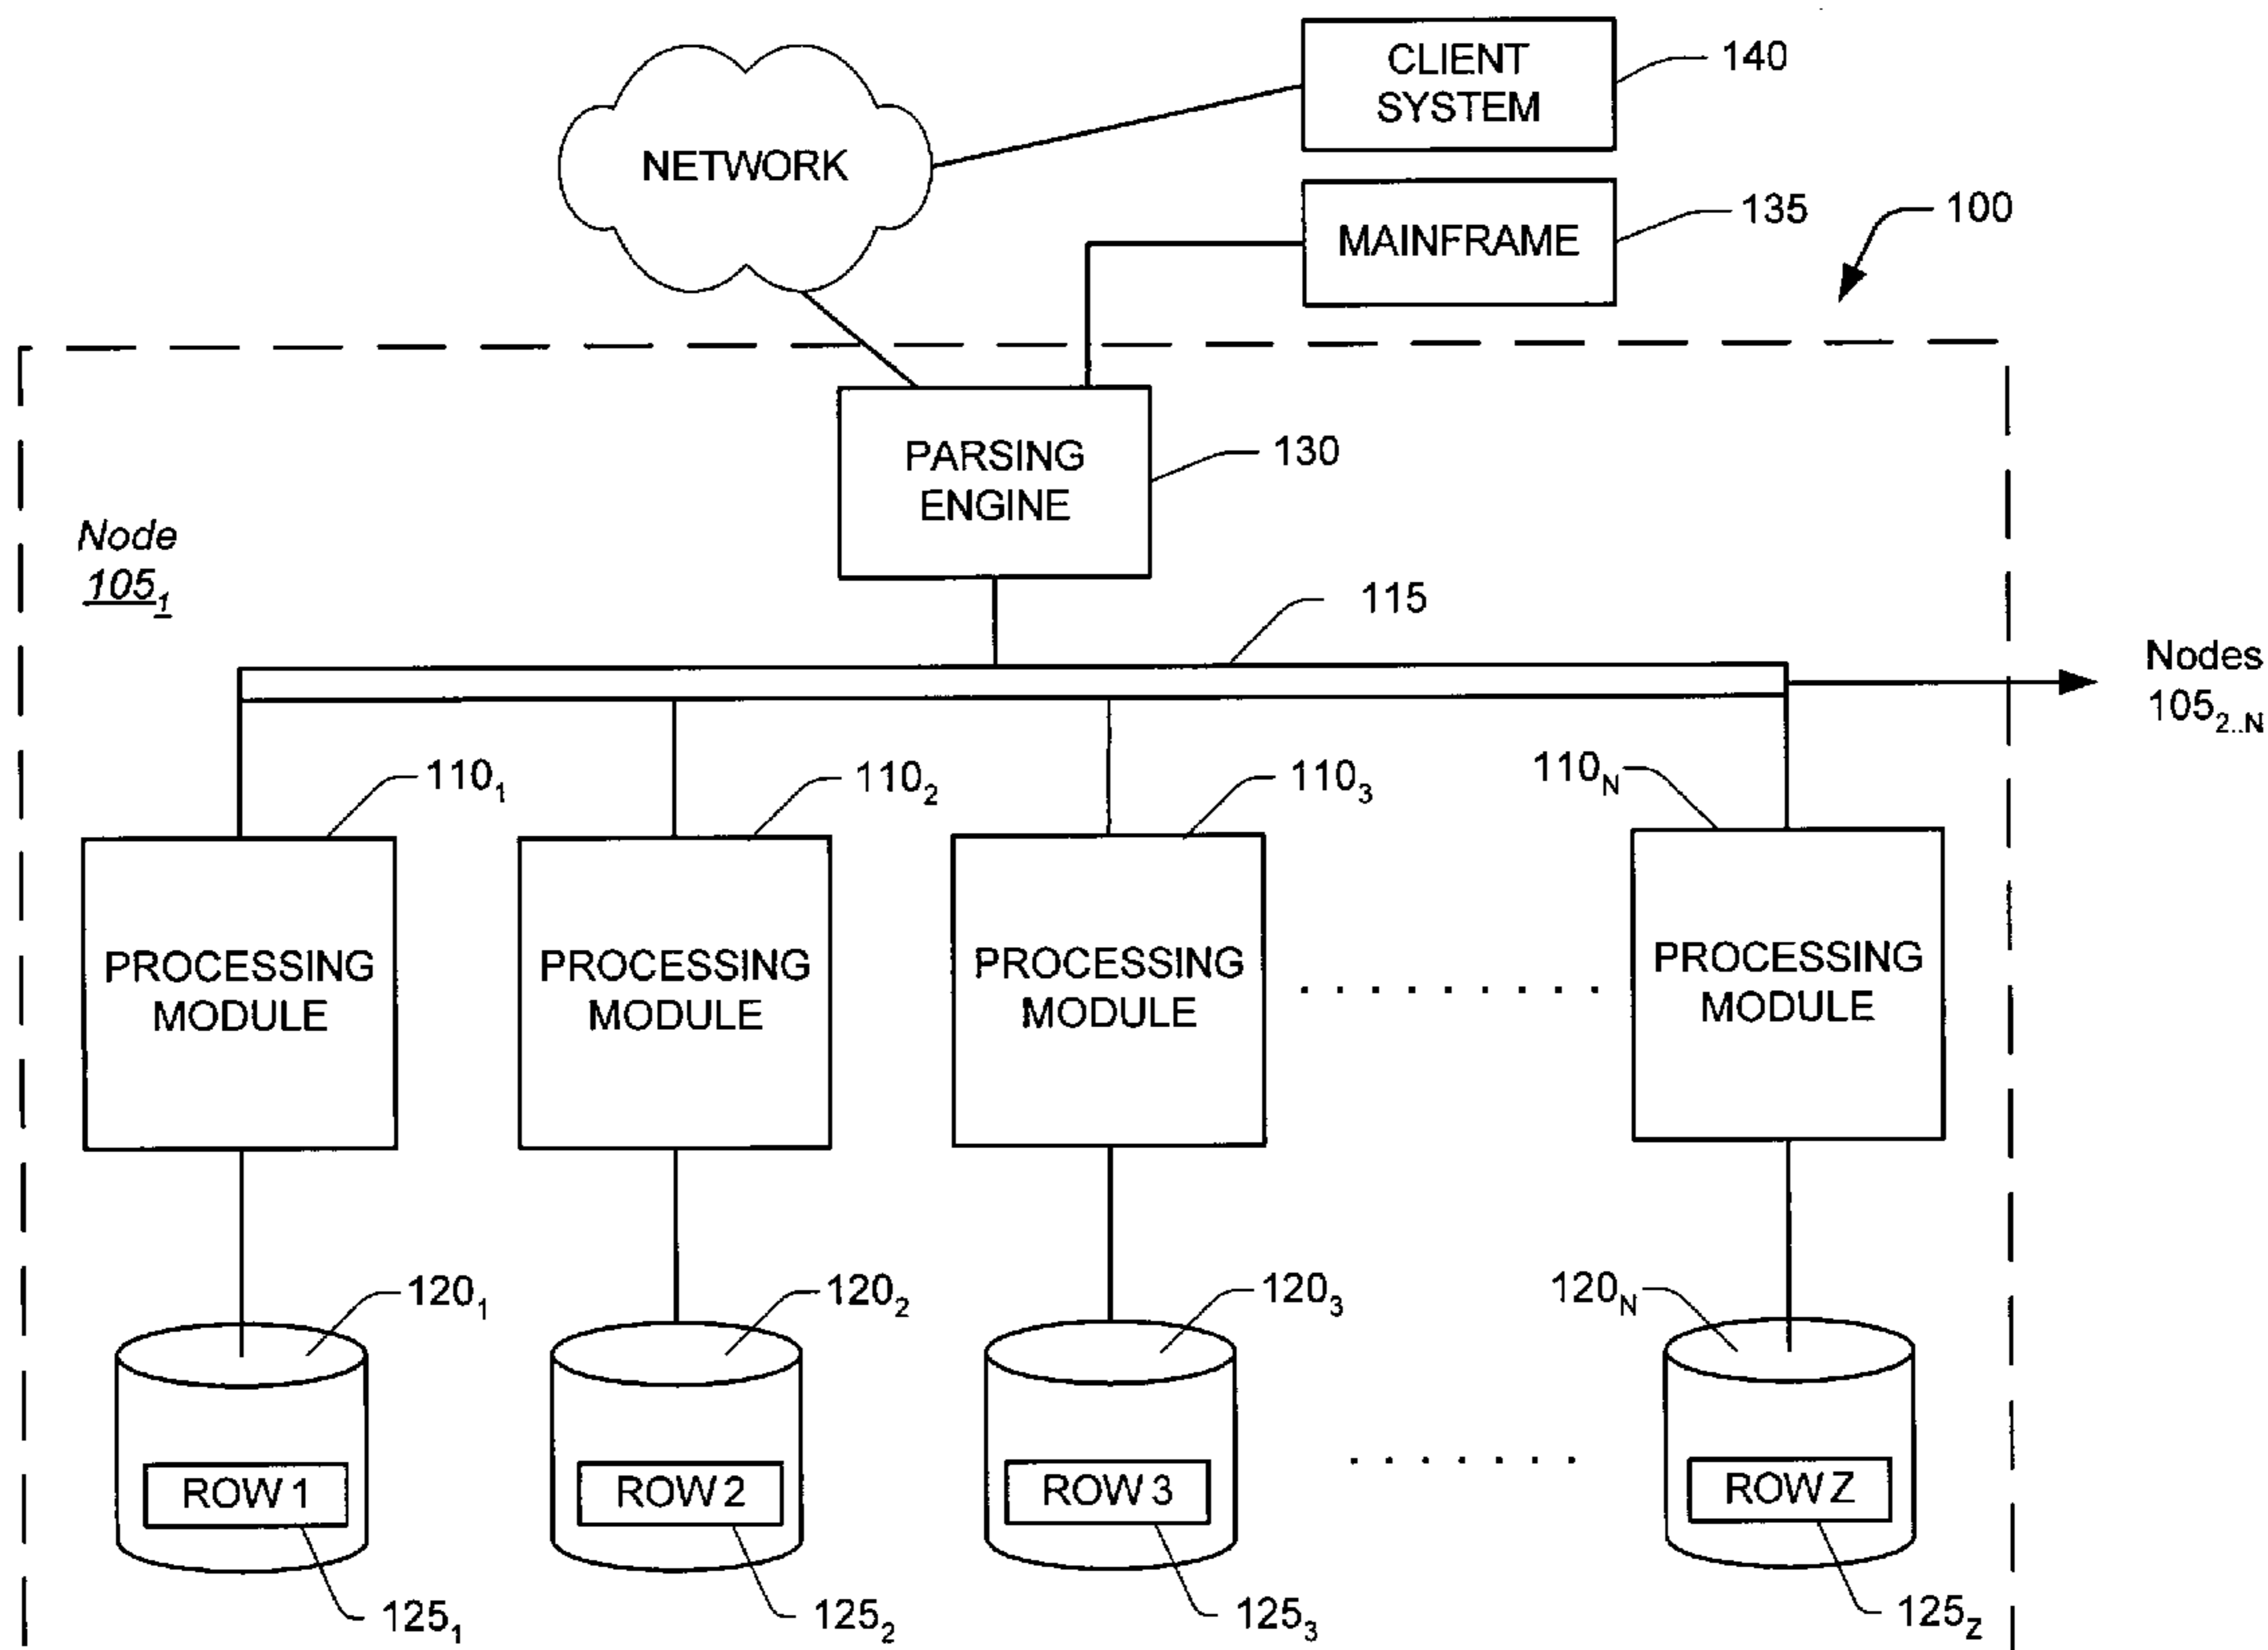 CLIENT
SYSTEM
140
NETWORK
MAINFRAME
135
100
PARSING
ENGINE
130
Node
105₁
115
Nodes
105₂..N
110₁
110₂
110₃
110N
PROCESSING
MODULE
PROCESSING
MODULE
PROCESSING
MODULE
. . . . . . . . .
PROCESSING
MODULE
120₁
120₂
120₃
120N
ROW 1
ROW 2
ROW 3
. . . . . . .
ROW Z
125₁
125₂
125₃
125Z